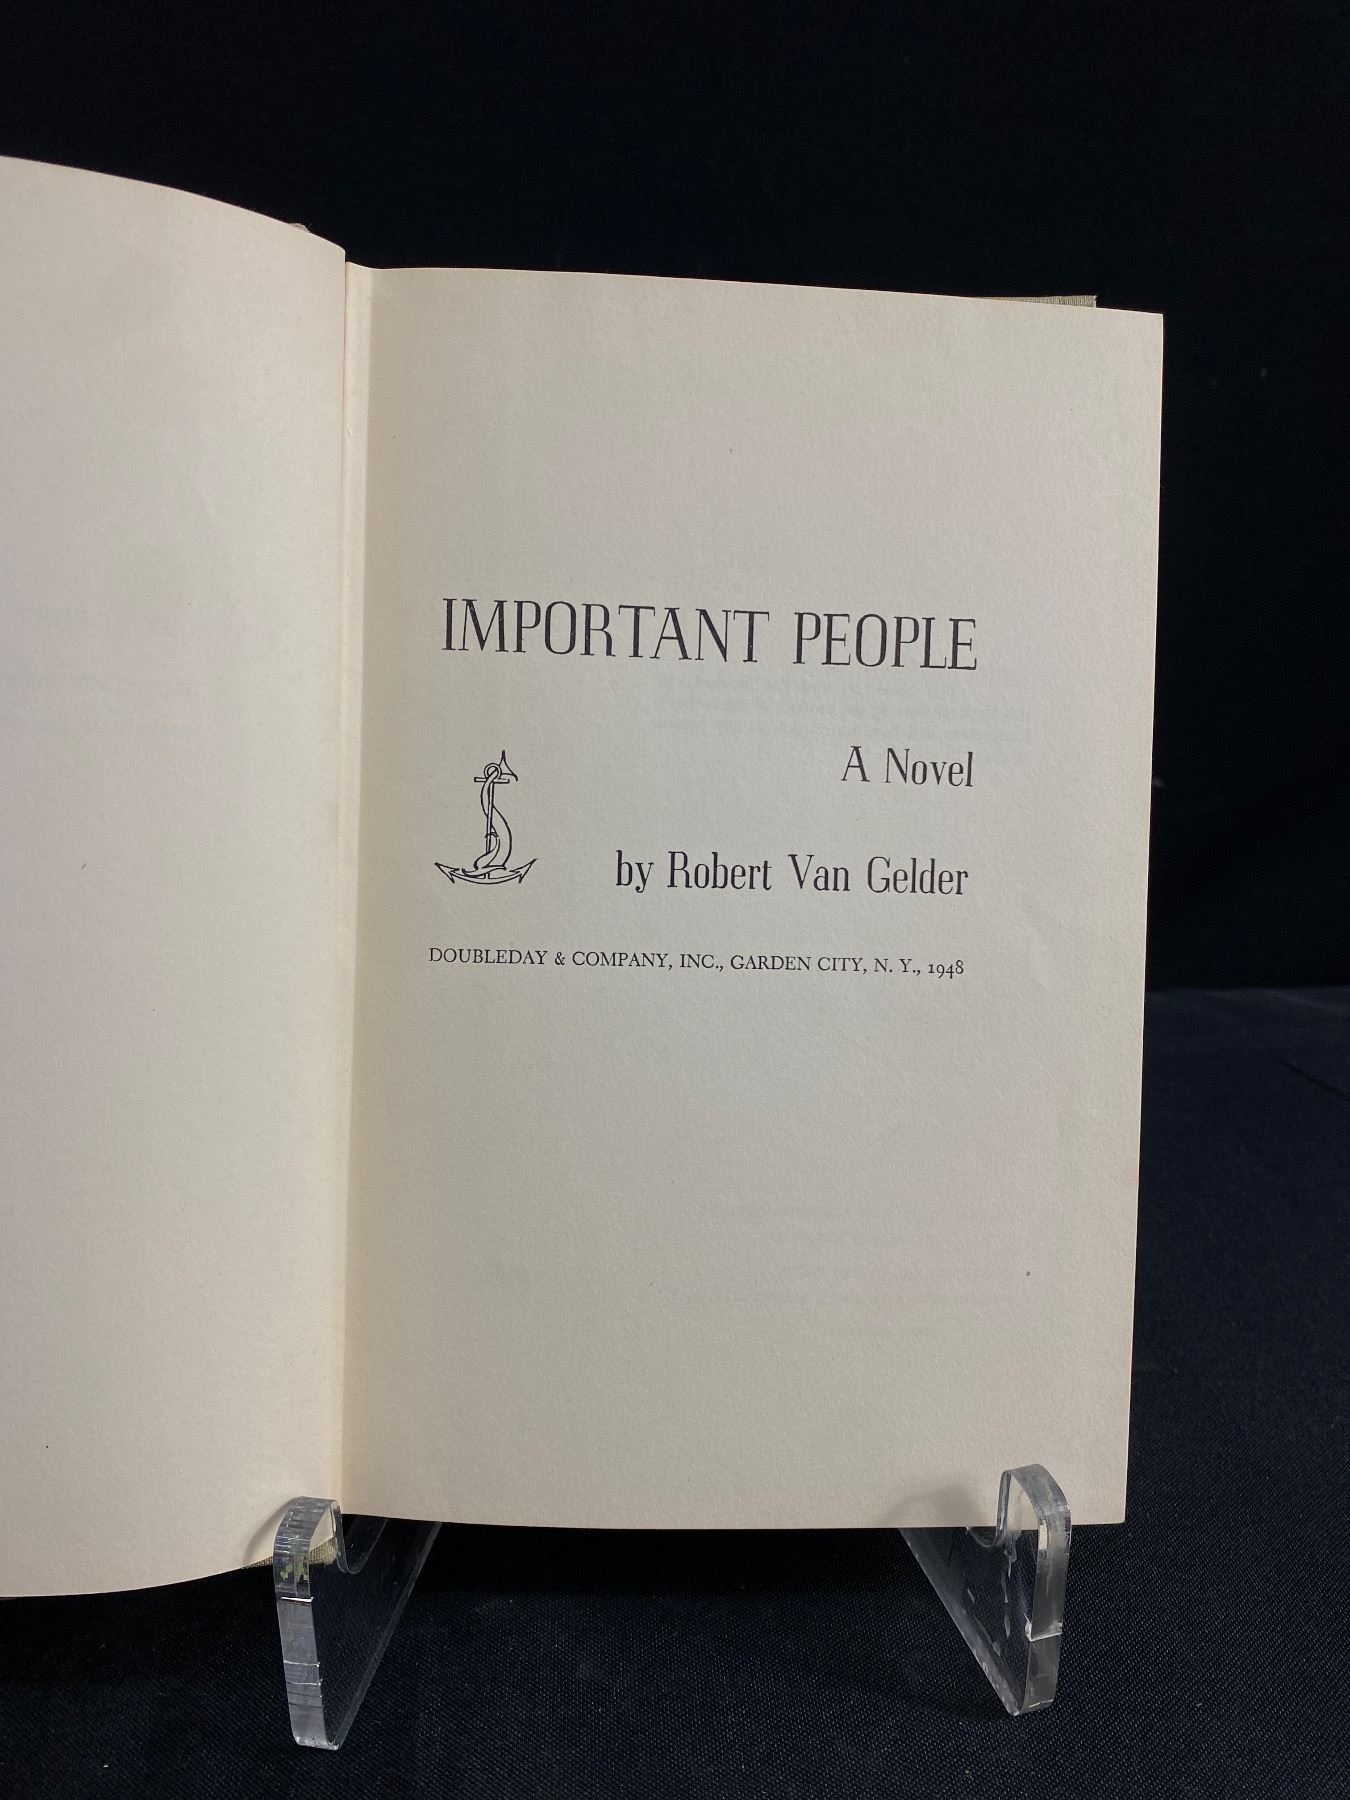 IMPORTANT PEOPLE
A Novel
by Robert Van Gelder
DOUBLEDAY & COMPANY, INC., GARDEN CITY, N. Y., 1948